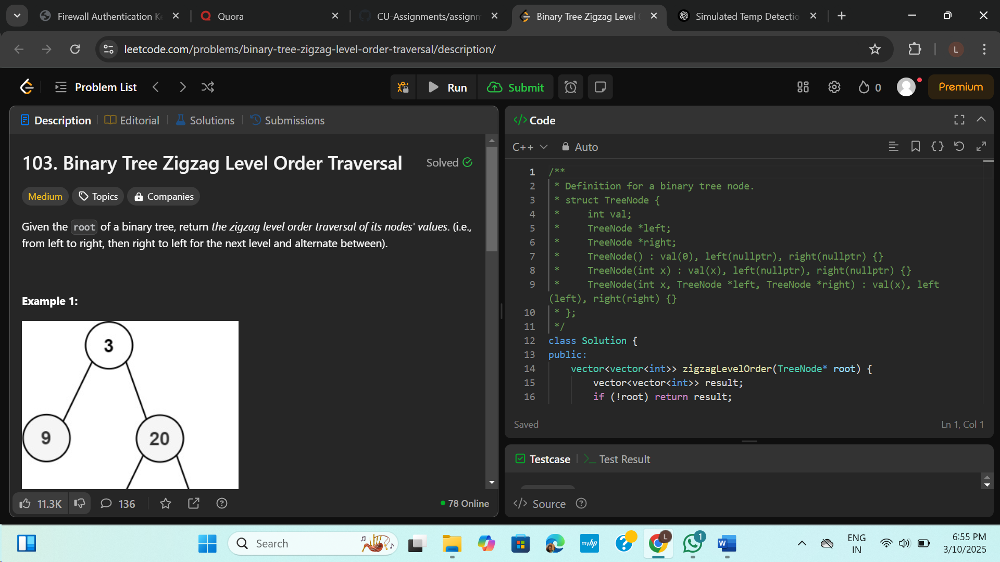 Firewall Authentication K
Quora
CU-Assignments/assignm
Binary Tree Zigzag Level
Simulated Temp Detectio
leetcode.com/problems/binary-tree-zigzag-level-order-traversal/description/
L
Problem List
Run
Submit
0
Premium
Description
Editorial
Solutions
Submissions
</> Code
C++
Auto
103. Binary Tree Zigzag Level Order Traversal
Solved
Medium
Topics
Companies
Given the root of a binary tree, return the zigzag level order traversal of its nodes' values. (i.e.,
from left to right, then right to left for the next level and alternate between).
Example 1:
3
9
20
11.3K
136
78 Online
1 /**
2 * Definition for a binary tree node.
3 * struct TreeNode {
4 *     int val;
5 *     TreeNode *left;
6 *     TreeNode *right;
7 *     TreeNode() : val(0), left(nullptr), right(nullptr) {}
8 *     TreeNode(int x) : val(x), left(nullptr), right(nullptr) {}
9 *     TreeNode(int x, TreeNode *left, TreeNode *right) : val(x), left
(left), right(right) {}
10 * };
11 */
12 class Solution {
13 public:
14     vector<vector<int>> zigzagLevelOrder(TreeNode* root) {
15         vector<vector<int>> result;
16         if (!root) return result;
Saved
Ln 1, Col 1
Testcase
Test Result
</> Source
Search
myhp
L
1
W
ENG
IN
6:55 PM
3/10/2025